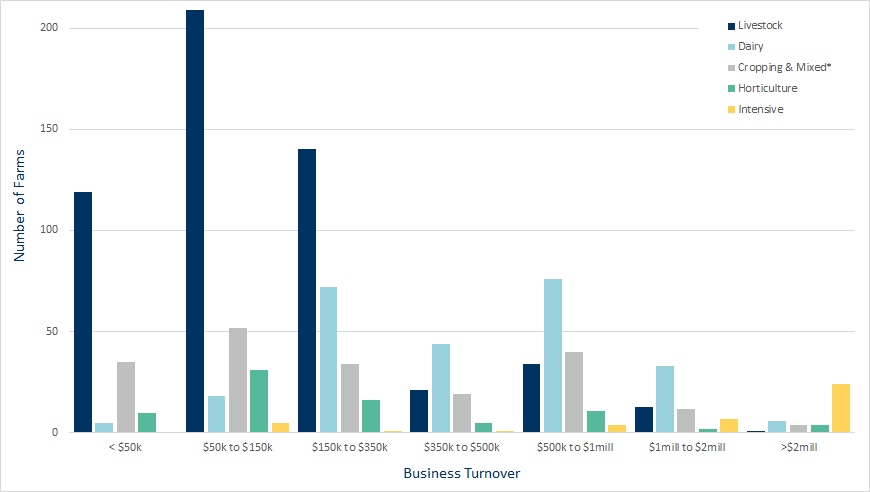 200
150
100
50
0
Number of Farms
Livestock
Dairy
Cropping & Mixed*
Horticulture
Intensive
< $50k
$50k to $150k
$150k to $350k
$350k to $500k
$500k to $1mill
$1mill to $2mill
>$2mill
Business Turnover